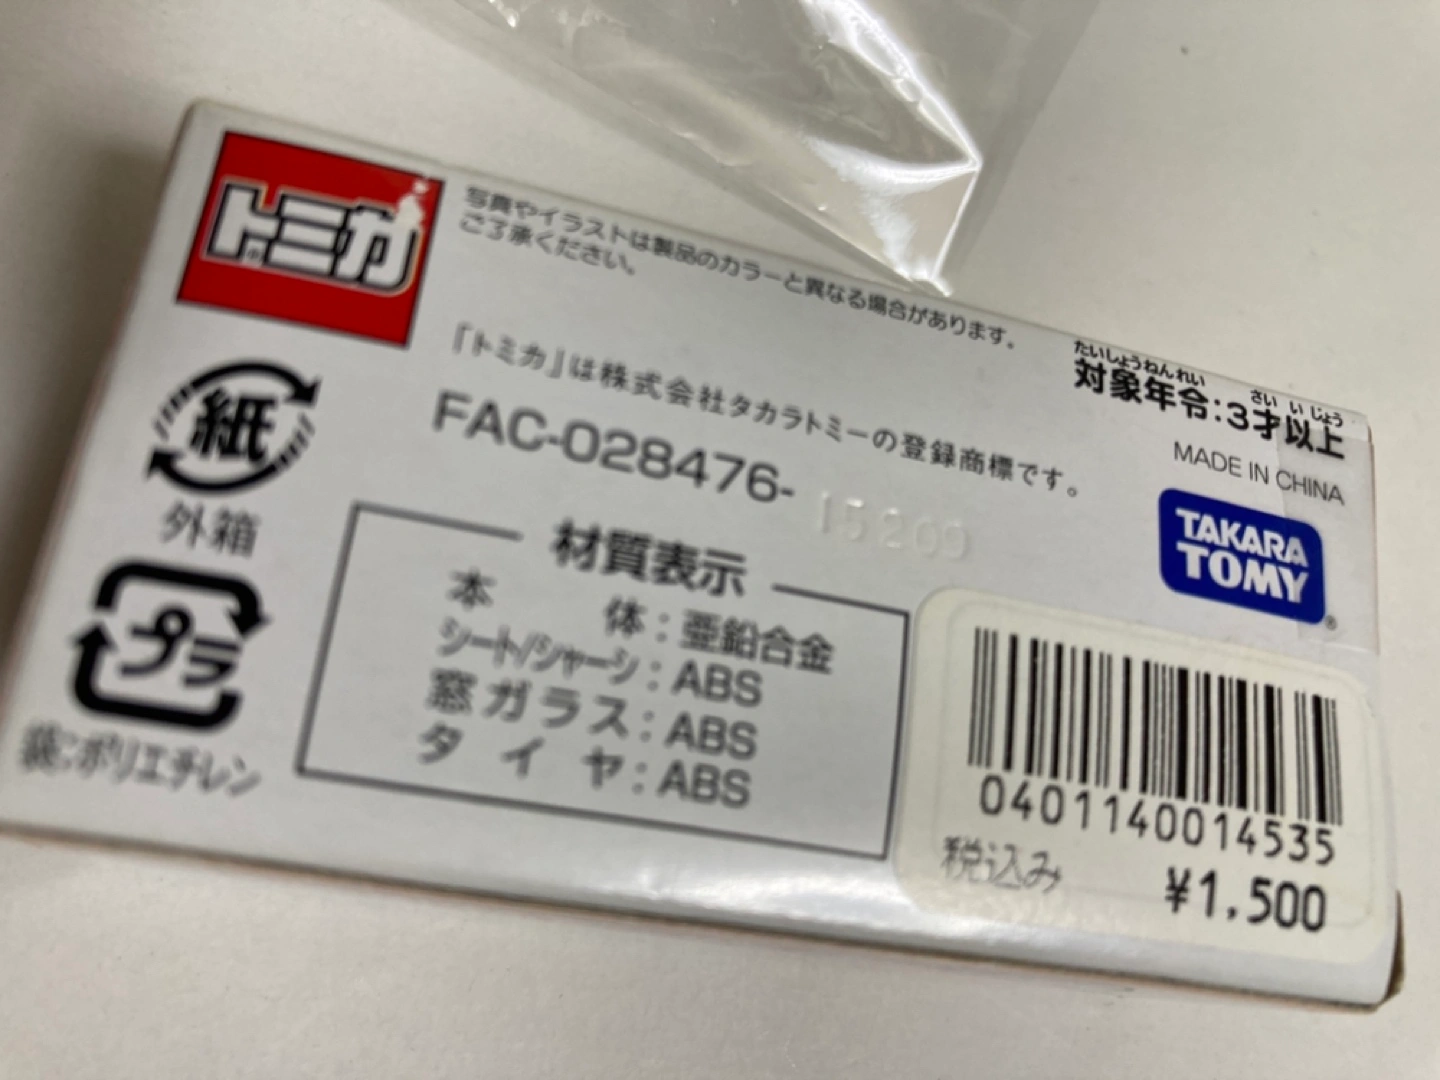 トミカ
写真やイラストは製品のカラーと異なる場合があります。
ご了承ください。
「トミカ」は株式会社タカラトミーの登録商標です。
FAC-028476-
15209
たいしょうねんれい さい いじょう
対象年令:3才以上
MADE IN CHINA
TAKARA
TOMY
®
紙
外箱
プラ
袋:ポリエチレン
材質表示
本体:亜鉛合金
シート/シャーシ:ABS
窓ガラス:ABS
タイヤ:ABS
0401140014535
税込み
¥1,500